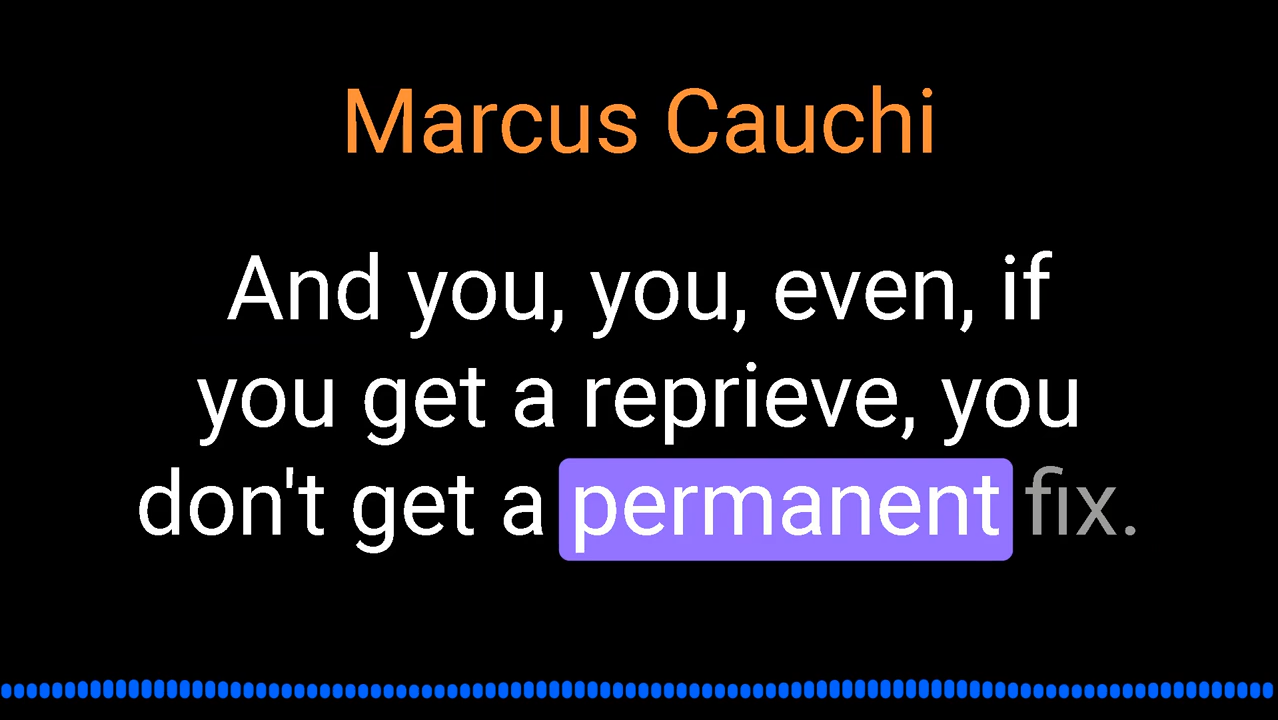 Marcus Cauchi
And you, you, even, if
you get a reprieve, you
don't get a permanent fix.